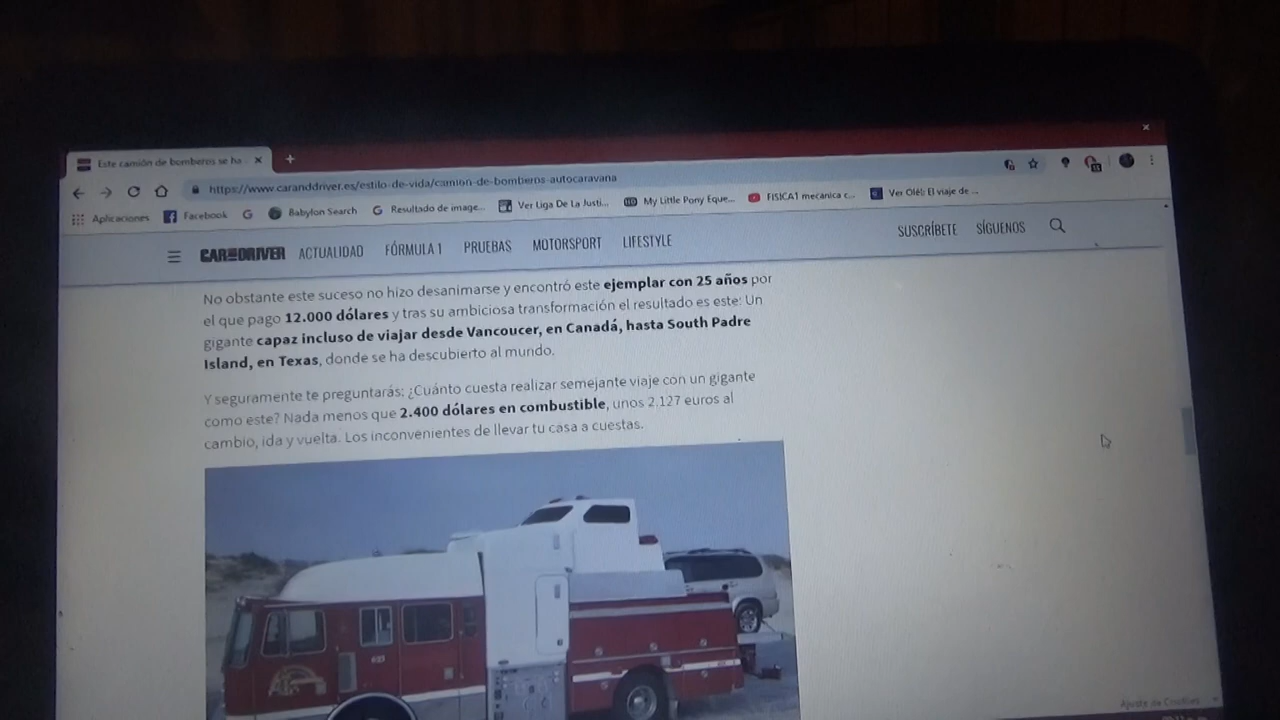 Este camión de bomberos se ha
https://www.caranddriver.es/estilo-de-vida/camion-de-bomberos-autocaravana
Aplicaciones Facebook Babylon Search Resultado de image... Ver Liga De La Justi... My Little Pony Eque... FISICA1 mecanica c... Ver Olé!: El viaje de ...
CAR AND DRIVER ACTUALIDAD FÓRMULA 1 PRUEBAS MOTORSPORT LIFESTYLE SUSCRÍBETE SÍGUENOS
No obstante este suceso no hizo desanimarse y encontró este ejemplar con 25 años por
el que pago 12.000 dólares y tras su ambiciosa transformación el resultado es este: Un
gigante capaz incluso de viajar desde Vancoucer, en Canadá, hasta South Padre
Island, en Texas, donde se ha descubierto al mundo.
Y seguramente te preguntarás: ¿Cuánto cuesta realizar semejante viaje con un gigante
como este? Nada menos que 2.400 dólares en combustible, unos 2.127 euros al
cambio, ida y vuelta. Los inconvenientes de llevar tu casa a cuestas.
Ajuste de Cookies